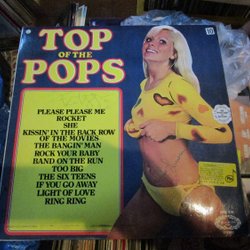 TOP
OF THE
POPS
PLEASE PLEASE ME
ROCKET
SHE
KISSIN' IN THE BACK ROW
OF THE MOVIES
THE BANGIN' MAN
ROCK YOUR BABY
BAND ON THE RUN
TOO BIG
THE SIX TEENS
IF YOU GO AWAY
LIGHT OF LOVE
RING RING